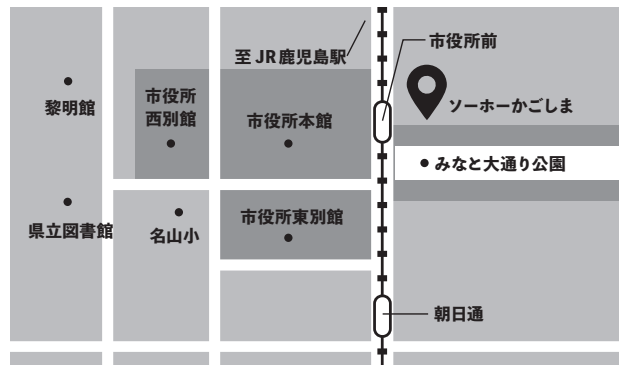 市役所前
至JR鹿児島駅
ソーホーかごしま
黎明館
市役所
西別館
市役所本館
みなと大通り公園
県立図書館
名山小
市役所東別館
朝日通